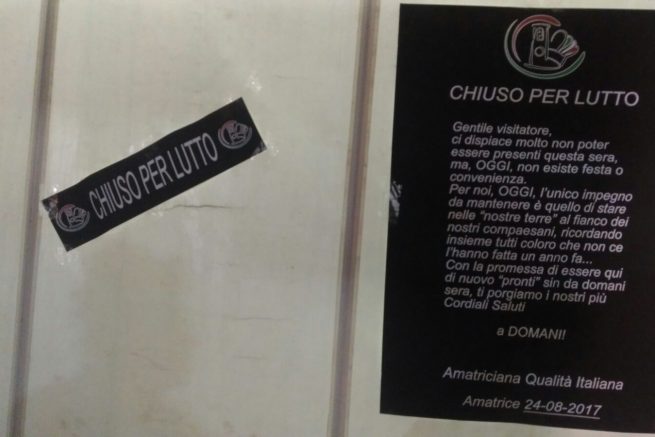 CHIUSO PER LUTTO
CHIUSO PER LUTTO
Gentile visitatore,
ci dispiace molto non poter
essere presenti questa sera,
ma, OGGI, non esiste festa o
convenienza.
Per noi, OGGI, l'unico impegno
da mantenere è quello di stare
nelle "nostre terre" al fianco dei
nostri compaesani, ricordando
insieme tutti coloro che non ce
l'hanno fatta un anno fa...
Con la promessa di essere qui
di nuovo "pronti" sin da domani
sera, ti porgiamo i nostri più
Cordiali Saluti
a DOMANI!
Amatriciana Qualità Italiana
Amatrice 24-08-2017